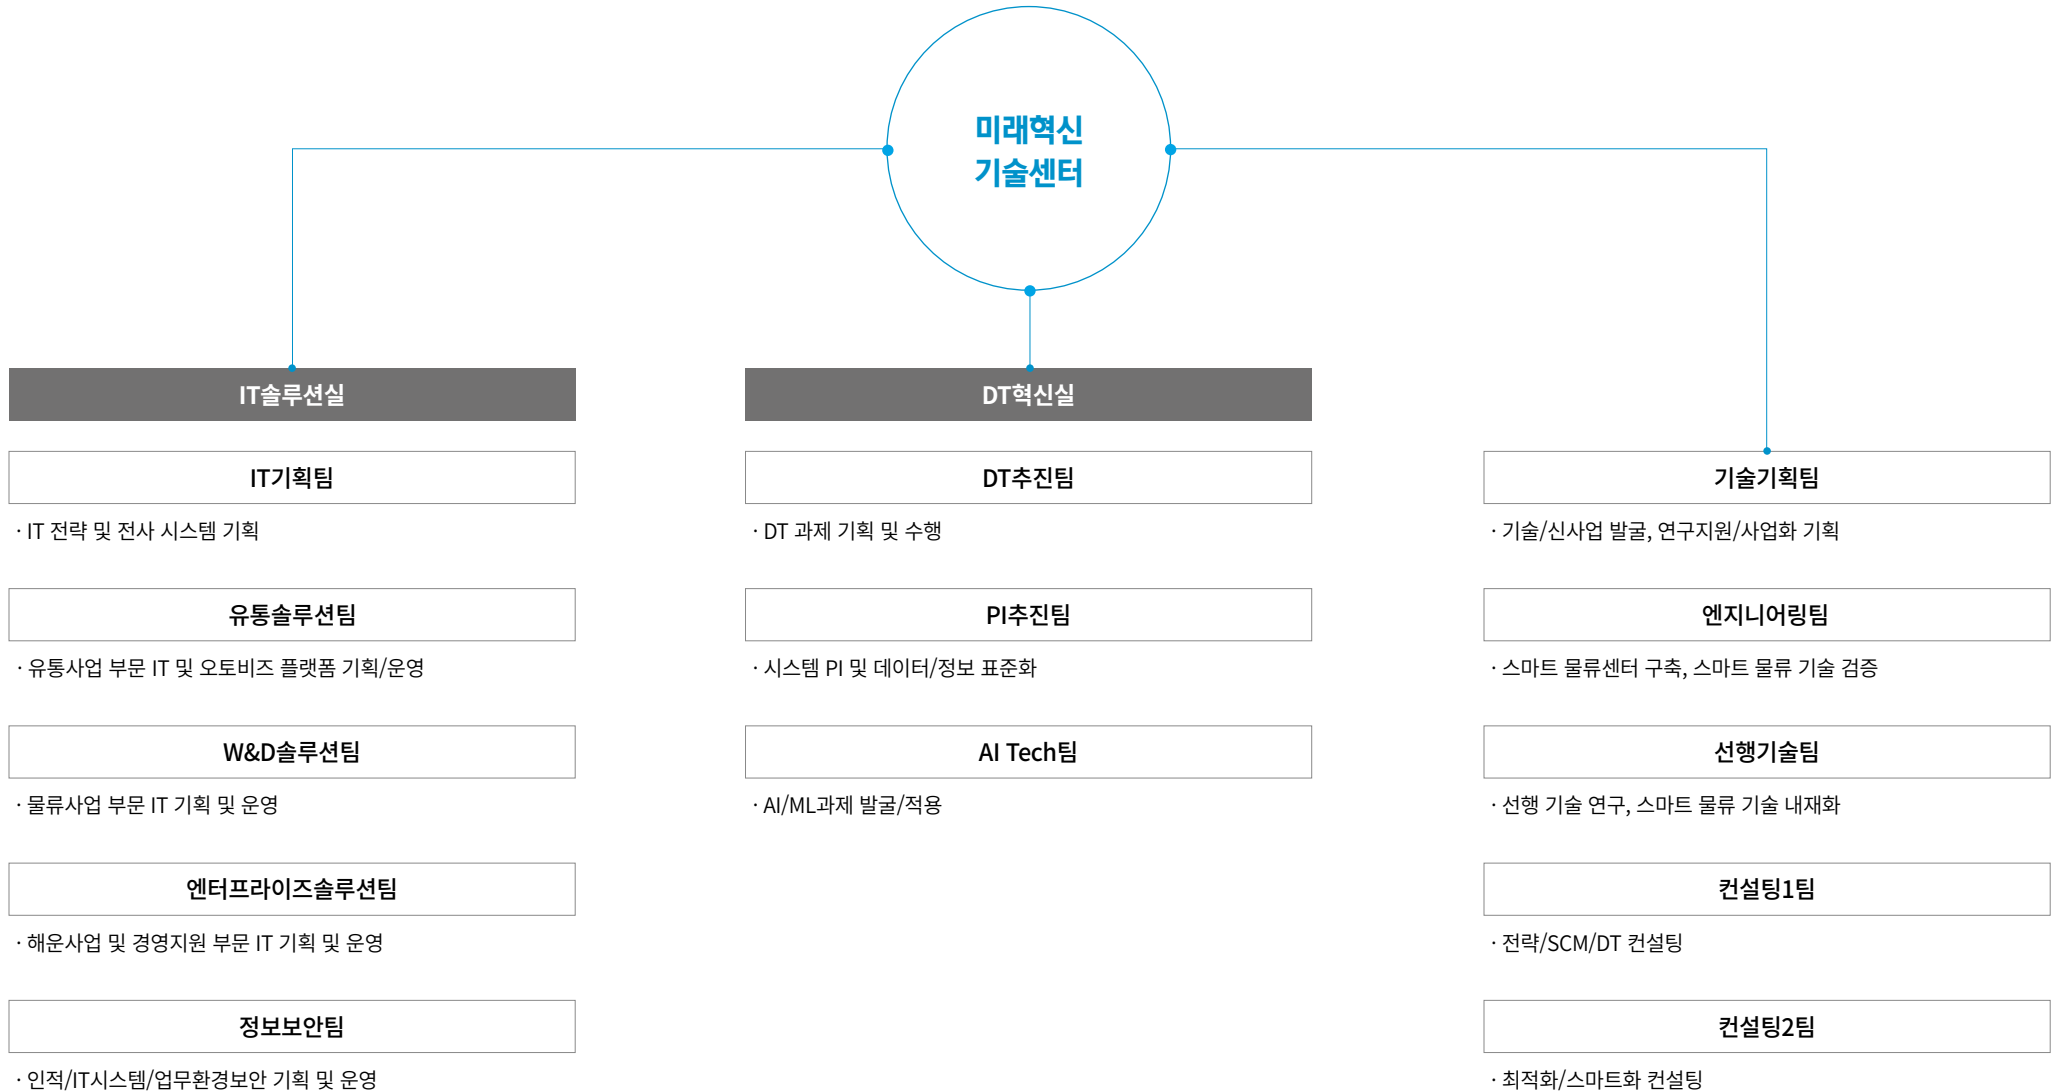 미래혁신
기술센터
IT솔루션실
IT기획팀
· IT 전략 및 전사 시스템 기획
유통솔루션팀
· 유통사업 부문 IT 및 오토비즈 플랫폼 기획/운영
W&D솔루션팀
· 물류사업 부문 IT 기획 및 운영
엔터프라이즈솔루션팀
· 해운사업 및 경영지원 부문 IT 기획 및 운영
정보보안팀
· 인적/IT시스템/업무환경보안 기획 및 운영
DT혁신실
DT추진팀
· DT 과제 기획 및 수행
PI추진팀
· 시스템 PI 및 데이터/정보 표준화
AI Tech팀
· AI/ML과제 발굴/적용
기술기획팀
· 기술/신사업 발굴, 연구지원/사업화 기획
엔지니어링팀
· 스마트 물류센터 구축, 스마트 물류 기술 검증
선행기술팀
· 선행 기술 연구, 스마트 물류 기술 내재화
컨설팅1팀
· 전략/SCM/DT 컨설팅
컨설팅2팀
· 최적화/스마트화 컨설팅